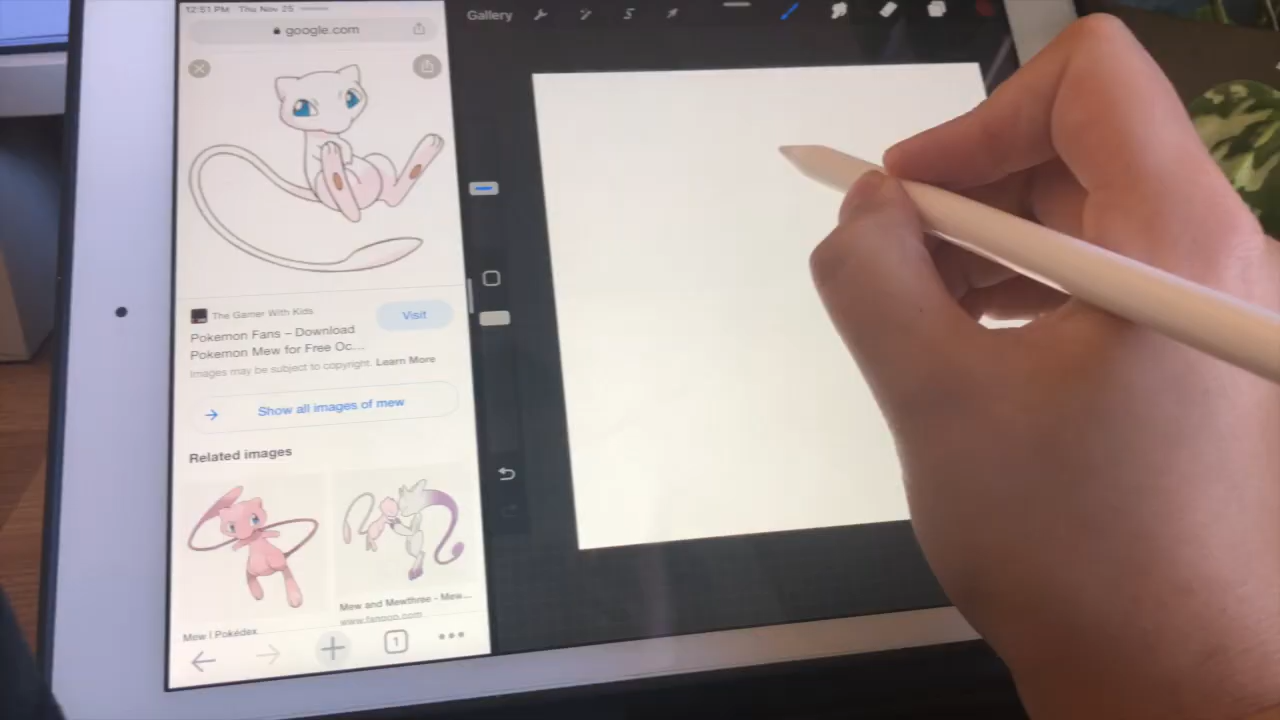 12:51 PM Thu Nov 25
google.com
Gallery
The Gamer With Kids
Visit
Pokemon Fans – Download
Pokemon Mew for Free Oc....
Images may be subject to copyright. Learn More
Show all images of mew
Related images
Mew and Mewthree - Mew...
Mew | Pokédex
1